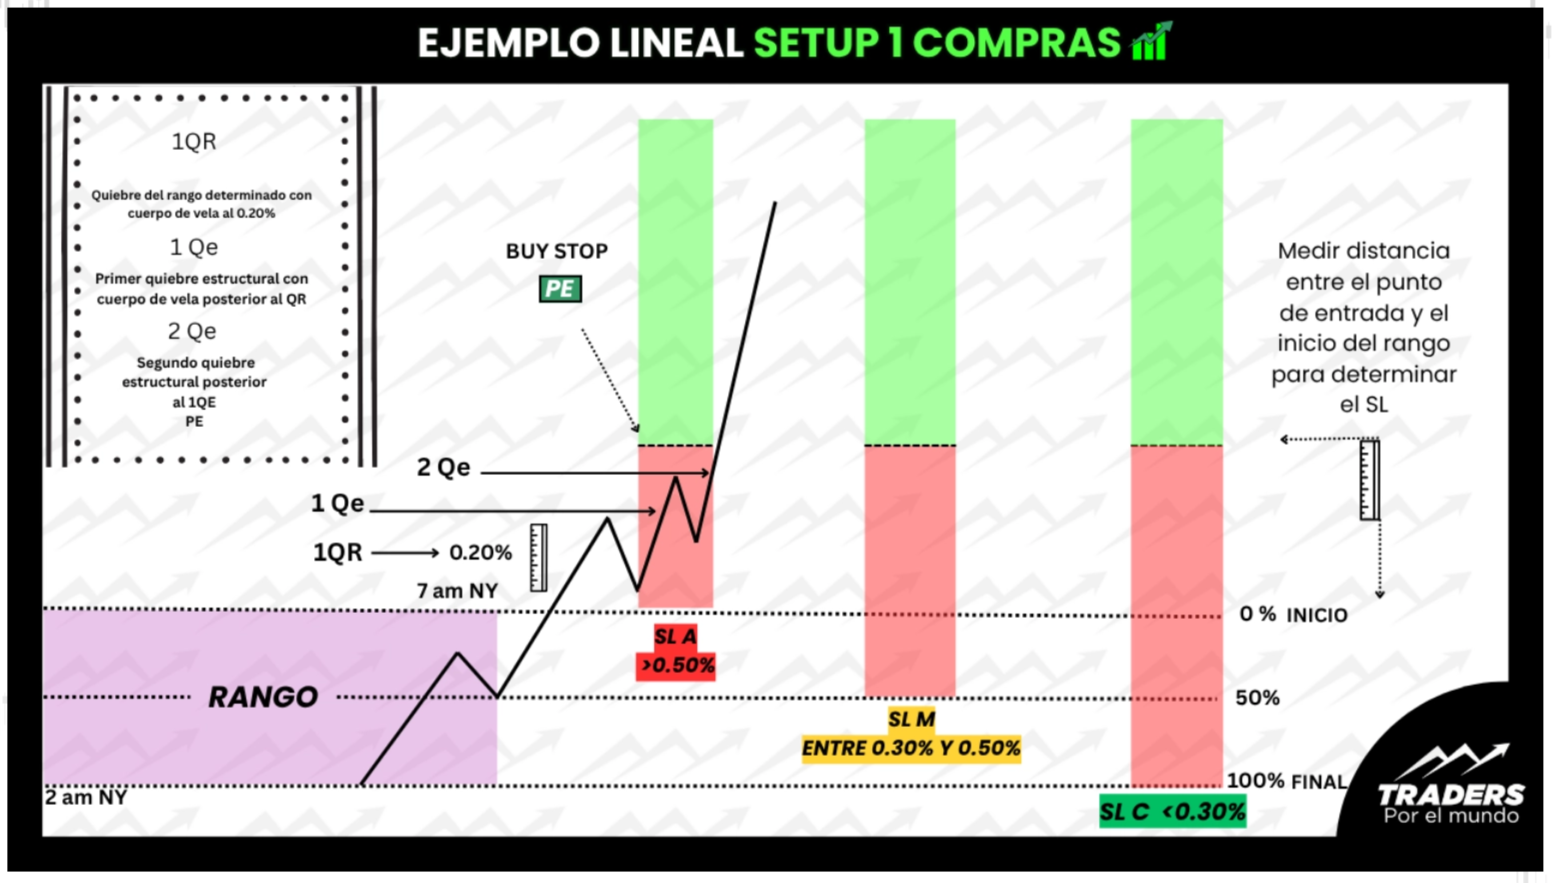 EJEMPLO LINEAL SETUP 1 COMPRAS
1QR
Quiebre del rango determinado con
cuerpo de vela al 0.20%
1 Qe
Primer quiebre estructural con
cuerpo de vela posterior al QR
2 Qe
Segundo quiebre
estructural posterior
al 1QE
PE
BUY STOP
PE
2 Qe
1 Qe
1QR
0.20%
7 am NY
RANGO
2 am NY
SL A
>0.50%
SL M
ENTRE 0.30% Y 0.50%
SL C <0.30%
Medir distancia
entre el punto
de entrada y el
inicio del rango
para determinar
el SL
0 % INICIO
50%
100% FINAL
TRADERS
Por el mundo